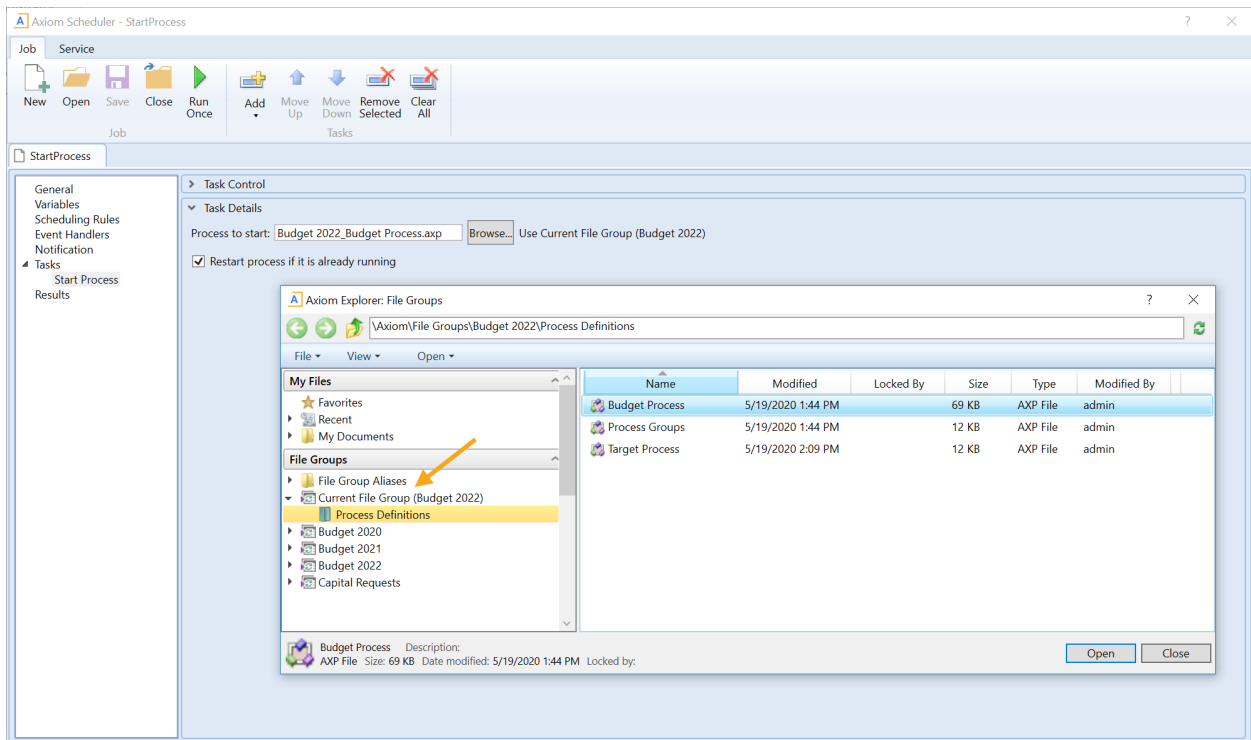 Axiom Scheduler - StartProcess
Job Service
New Open Save Close Run Once Add Move Up Move Down Remove Selected Clear All
Job Tasks
StartProcess
General
Variables
Scheduling Rules
Event Handlers
Notification
Tasks
Start Process
Results
Task Control
Task Details
Process to start: Budget 2022_Budget Process.axp Browse... Use Current File Group (Budget 2022)
Restart process if it is already running
Axiom Explorer: File Groups
\Axiom\File Groups\Budget 2022\Process Definitions
File View Open
My Files
Favorites
Recent
My Documents
File Groups
File Group Aliases
Current File Group (Budget 2022)
Process Definitions
Budget 2020
Budget 2021
Budget 2022
Capital Requests
Name Modified Locked By Size Type Modified By
Budget Process 5/19/2020 1:44 PM 69 KB AXP File admin
Process Groups 5/19/2020 1:44 PM 12 KB AXP File admin
Target Process 5/19/2020 2:09 PM 12 KB AXP File admin
Budget Process Description:
AXP File Size: 69 KB Date modified: 5/19/2020 1:44 PM Locked by:
Open Close